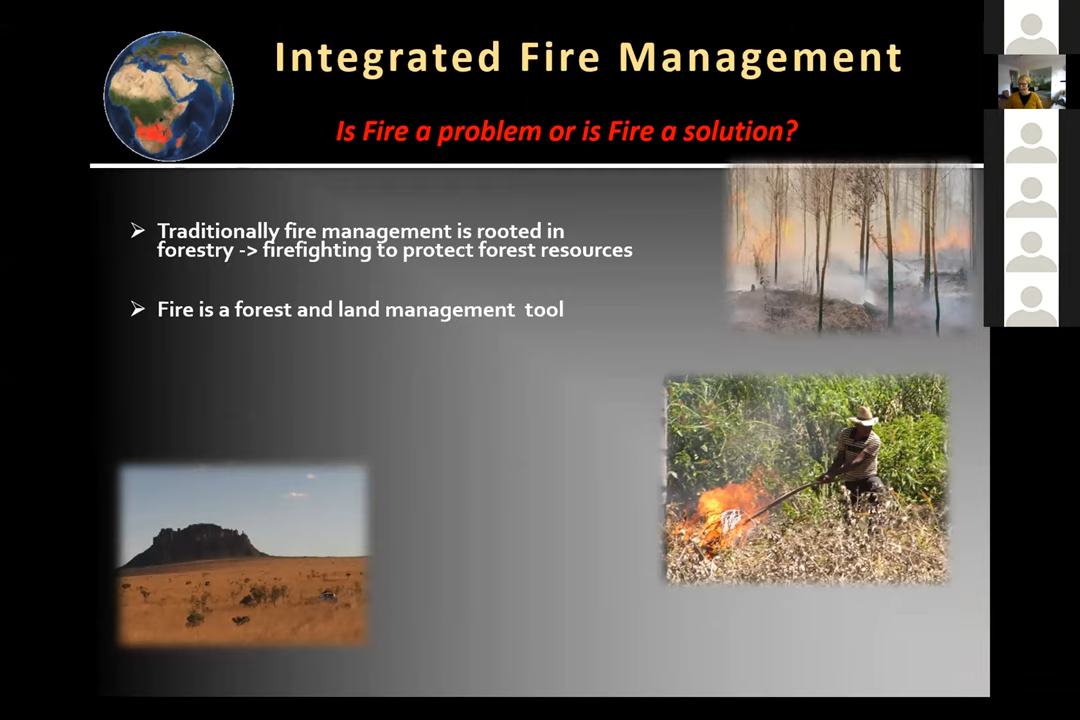 Integrated Fire Management
Is Fire a problem or is Fire a solution?
Traditionally fire management is rooted in
forestry -> firefighting to protect forest resources
Fire is a forest and land management tool